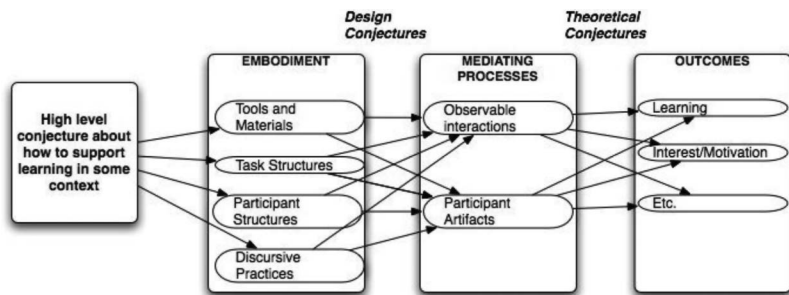 Design
Conjectures
Theoretical
Conjectures
High level
conjecture about
how to support
learning in some
context
EMBODIMENT
Tools and
Materials
Task Structures
Participant
Structures
Discursive
Practices
MEDIATING
PROCESSES
Observable
interactions
Participant
Artifacts
OUTCOMES
Learning
Interest/Motivation
Etc.